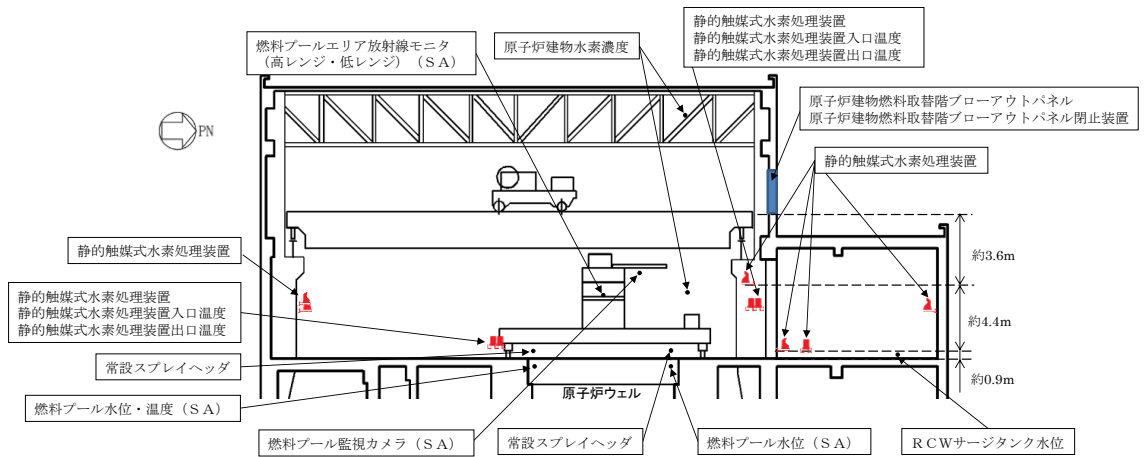 燃料プールエリア放射線モニタ
（高レンジ・低レンジ）（ＳＡ）
原子炉建物水素濃度
静的触媒式水素処理装置
静的触媒式水素処理装置入口温度
静的触媒式水素処理装置出口温度
PN
原子炉建物燃料取替階ブローアウトパネル
原子炉建物燃料取替階ブローアウトパネル閉止装置
静的触媒式水素処理装置
静的触媒式水素処理装置
約3.6m
静的触媒式水素処理装置
静的触媒式水素処理装置入口温度
静的触媒式水素処理装置出口温度
約4.4m
常設スプレイヘッダ
約0.9m
原子炉ウェル
燃料プール水位・温度（ＳＡ）
燃料プール監視カメラ（ＳＡ）
常設スプレイヘッダ
燃料プール水位（ＳＡ）
ＲＣＷサージタンク水位